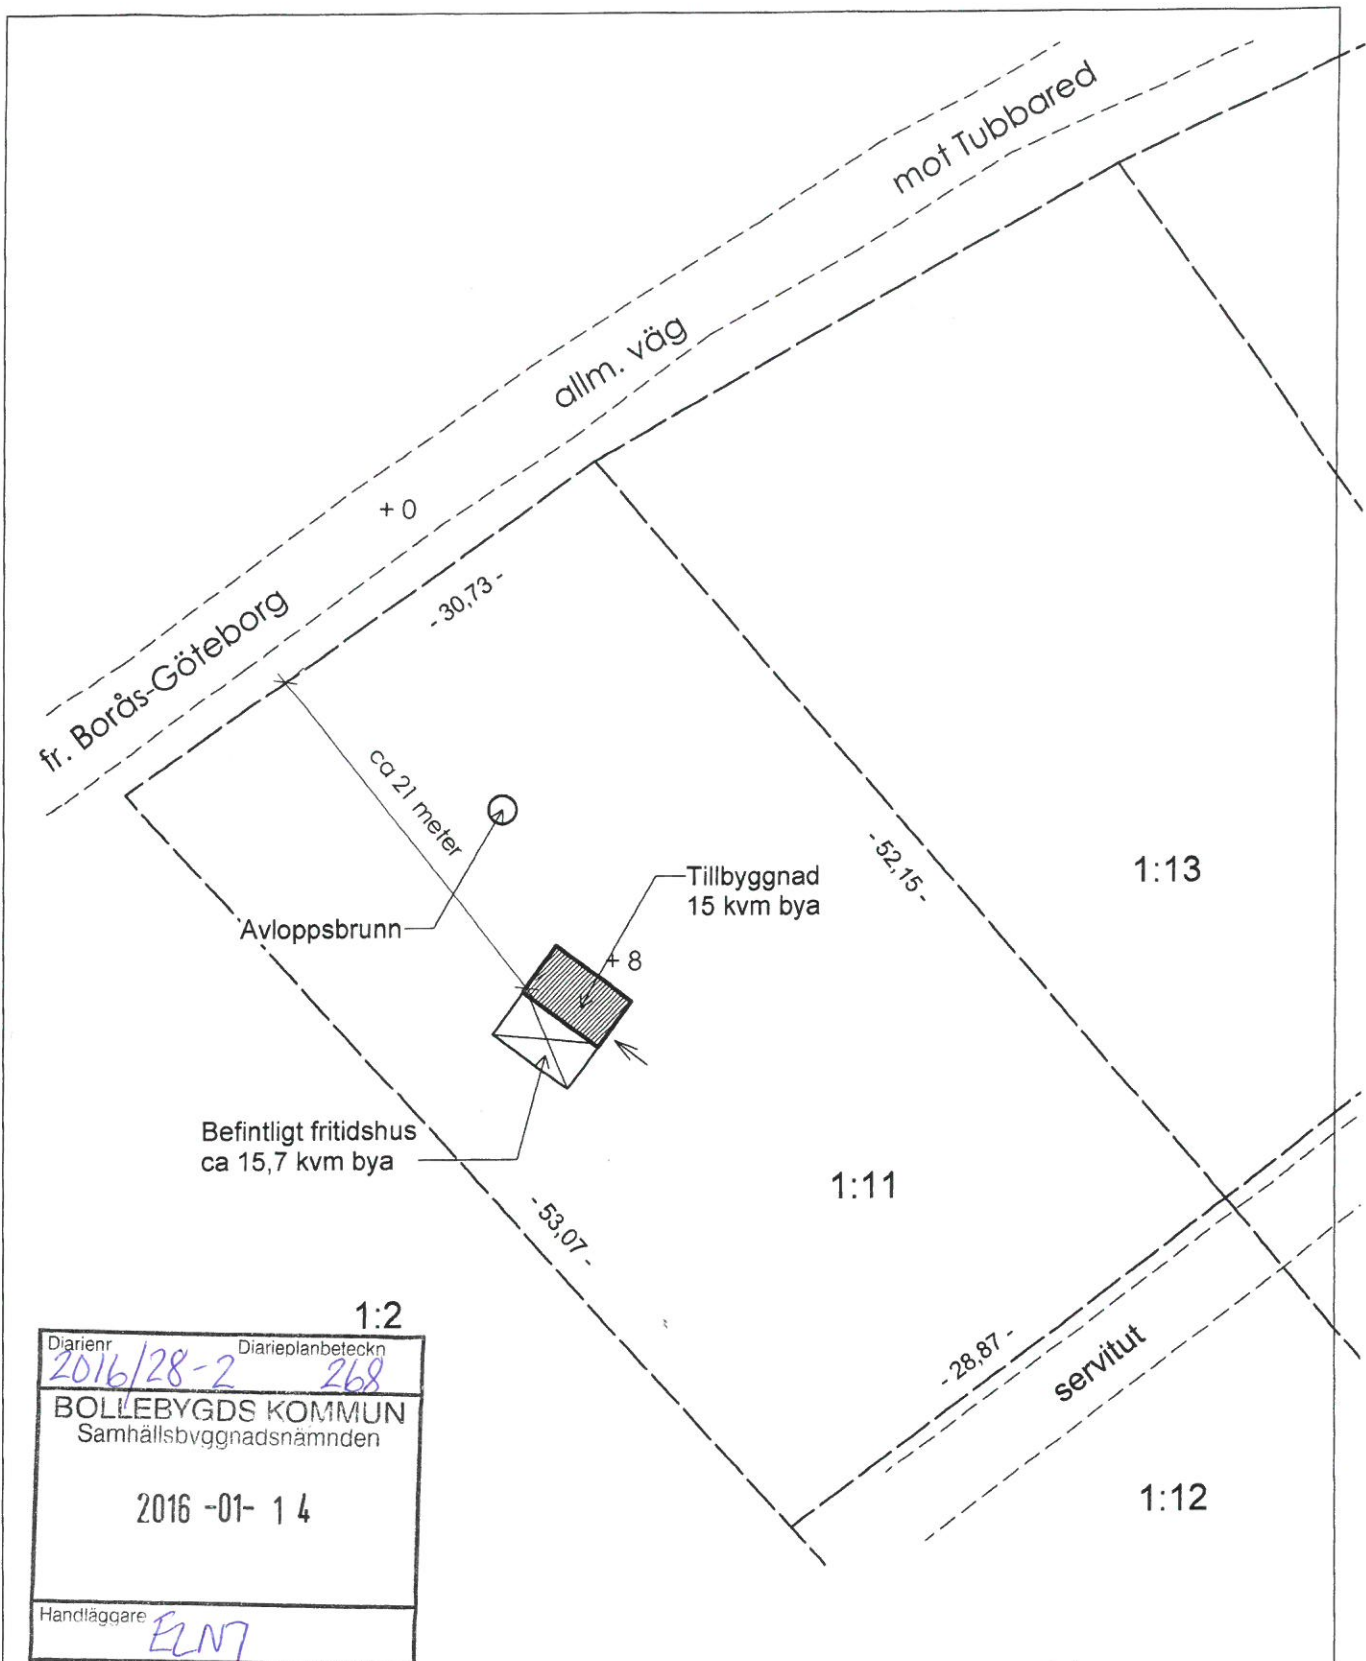 mot Tubbared
allm. väg
+ 0
fr. Borås-Göteborg
- 30,73 -
ca 21 meter
- 52,15 -
1:13
Tillbyggnad
15 kvm bya
Avloppsbrunn
+ 8
Befintligt fritidshus
ca 15,7 kvm bya
1:11
- 53,07 -
1:2
- 28,87 -
servitut
1:12
Diarienr Diarieplanbeteckn
2016/28-2 268
BOLLEBYGDS KOMMUN
Samhällsbyggnadsnämnden
2016 -01- 1 4
Handläggare